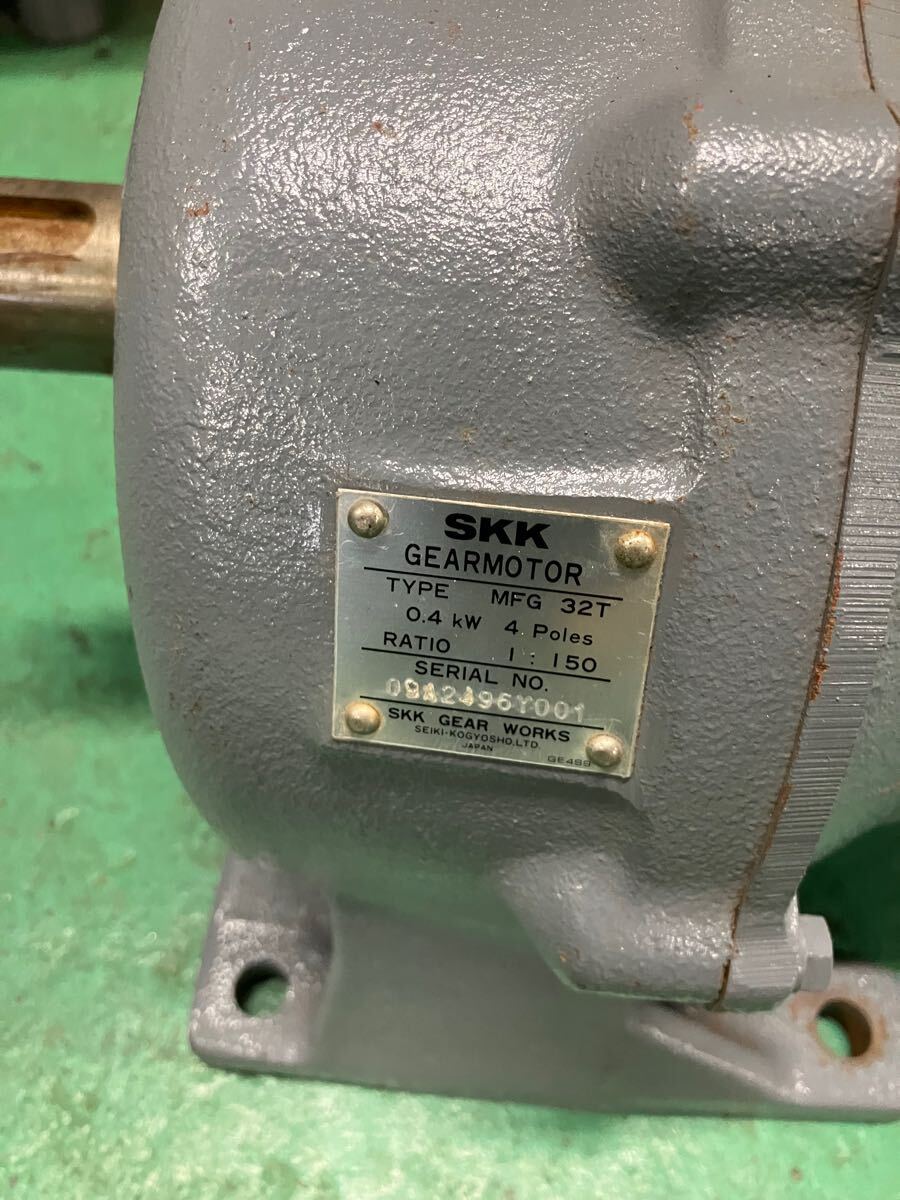 SKK
GEARMOTOR
TYPE MFG 32T
0.4 kW 4 Poles
RATIO 1 : 150
SERIAL NO.
09A2496Y001
SKK GEAR WORKS
SEIKI-KOGYOSHO,LTD.
JAPAN
GE499